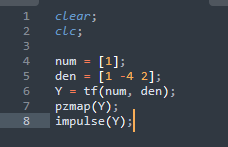 1 clear;
2 clc;
3
4 num = [1];
5 den = [1 -4 2];
6 Y = tf(num, den);
7 pzmap(Y);
8 impulse(Y);